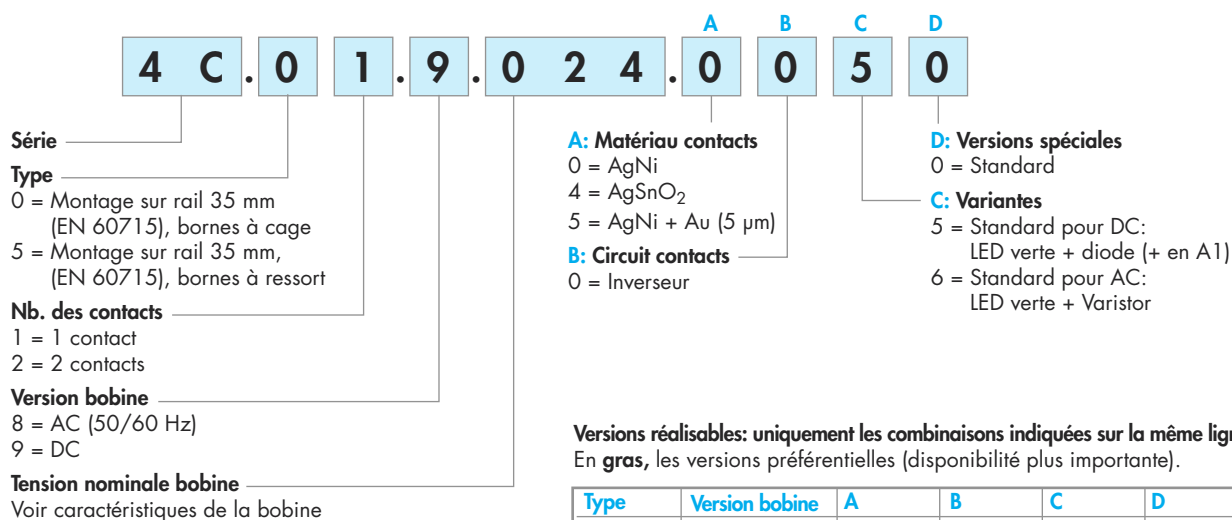 A B C D
4 C . 0 1 . 9 . 0 2 4 . 0 0 5 0
Série
Type
0 = Montage sur rail 35 mm
(EN 60715), bornes à cage
5 = Montage sur rail 35 mm,
(EN 60715), bornes à ressort
Nb. des contacts
1 = 1 contact
2 = 2 contacts
Version bobine
8 = AC (50/60 Hz)
9 = DC
Tension nominale bobine
Voir caractéristiques de la bobine
A: Matériau contacts
0 = AgNi
4 = AgSnO2
5 = AgNi + Au (5 µm)
B: Circuit contacts
0 = Inverseur
D: Versions spéciales
0 = Standard
C: Variantes
5 = Standard pour DC:
LED verte + diode (+ en A1)
6 = Standard pour AC:
LED verte + Varistor
Versions réalisables: uniquement les combinaisons indiquées sur la même
En gras, les versions préférentielles (disponibilité plus importante).
Type Version bobine A B C D